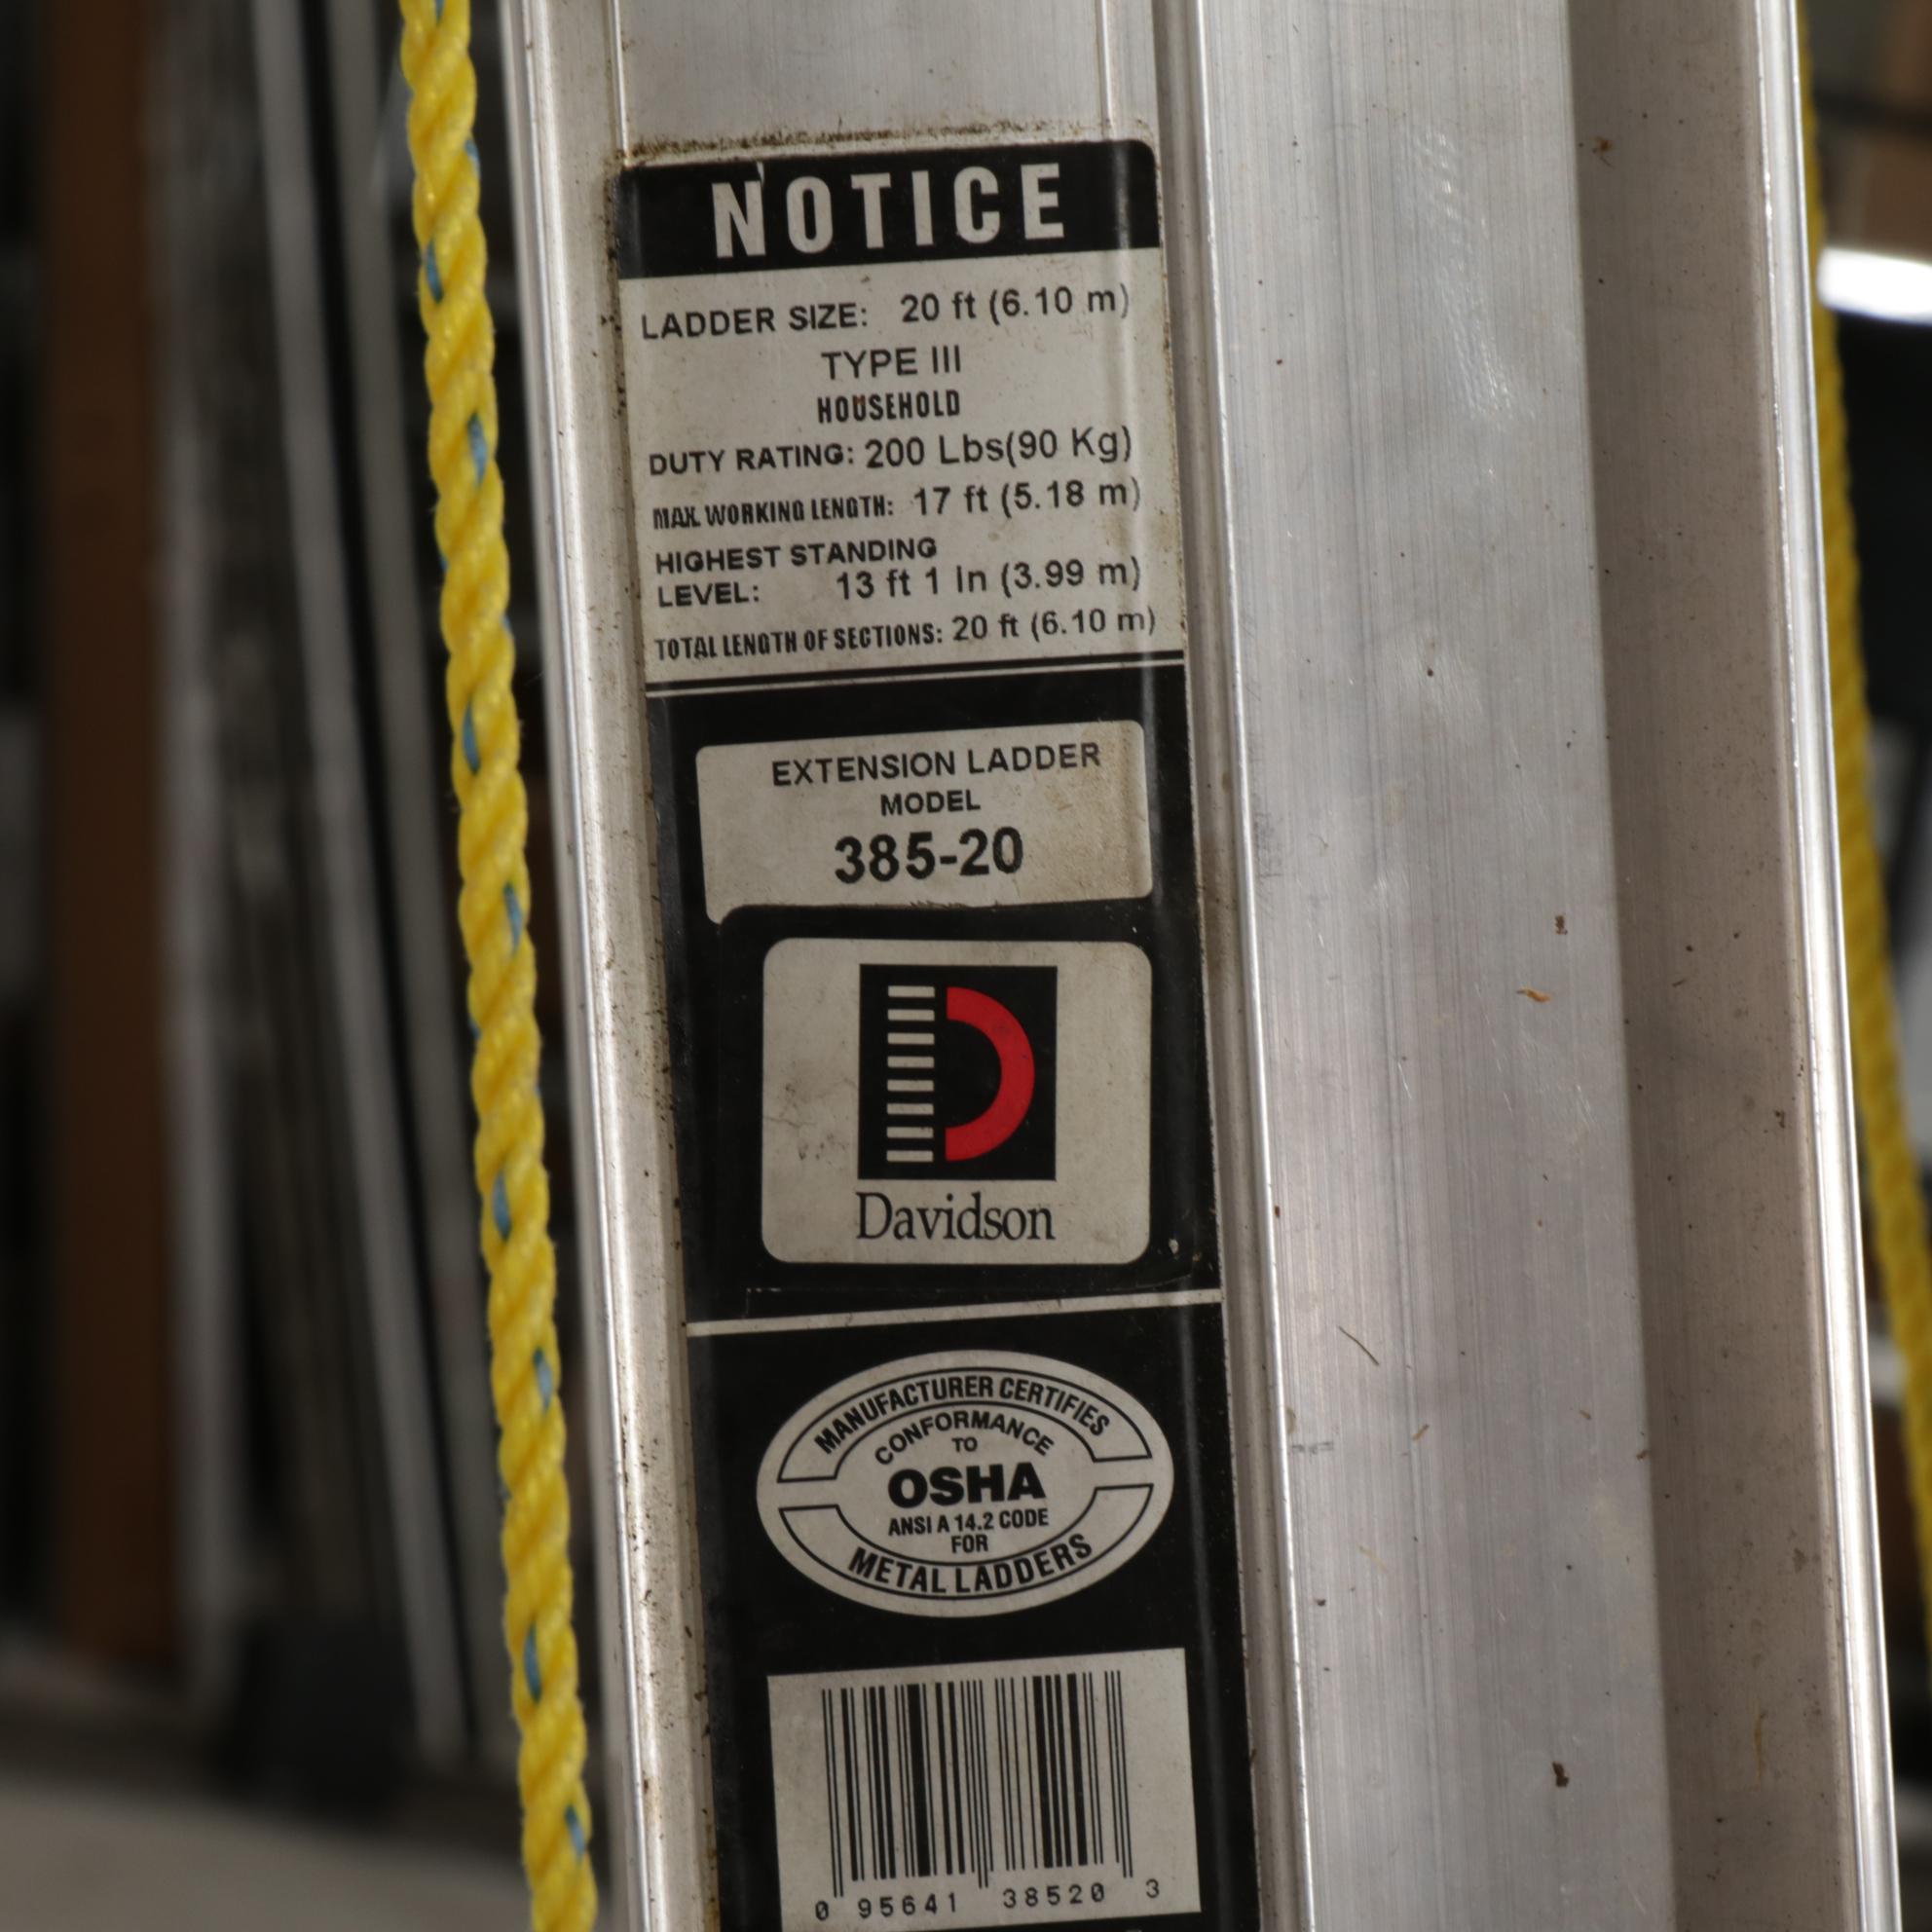 NOTICE
LADDER SIZE: 20 ft (6.10 m)
TYPE III
HOUSEHOLD
DUTY RATING: 200 Lbs(90 Kg)
MAX. WORKING LENGTH: 17 ft (5.18 m)
HIGHEST STANDING
LEVEL: 13 ft 1 in (3.99 m)
TOTAL LENGTH OF SECTIONS: 20 ft (6.10 m)
EXTENSION LADDER
MODEL
385-20
Davidson
MANUFACTURER CERTIFIES
CONFORMANCE
TO
OSHA
ANSI A 14.2 CODE
FOR
METAL LADDERS
0 95641 38520 3